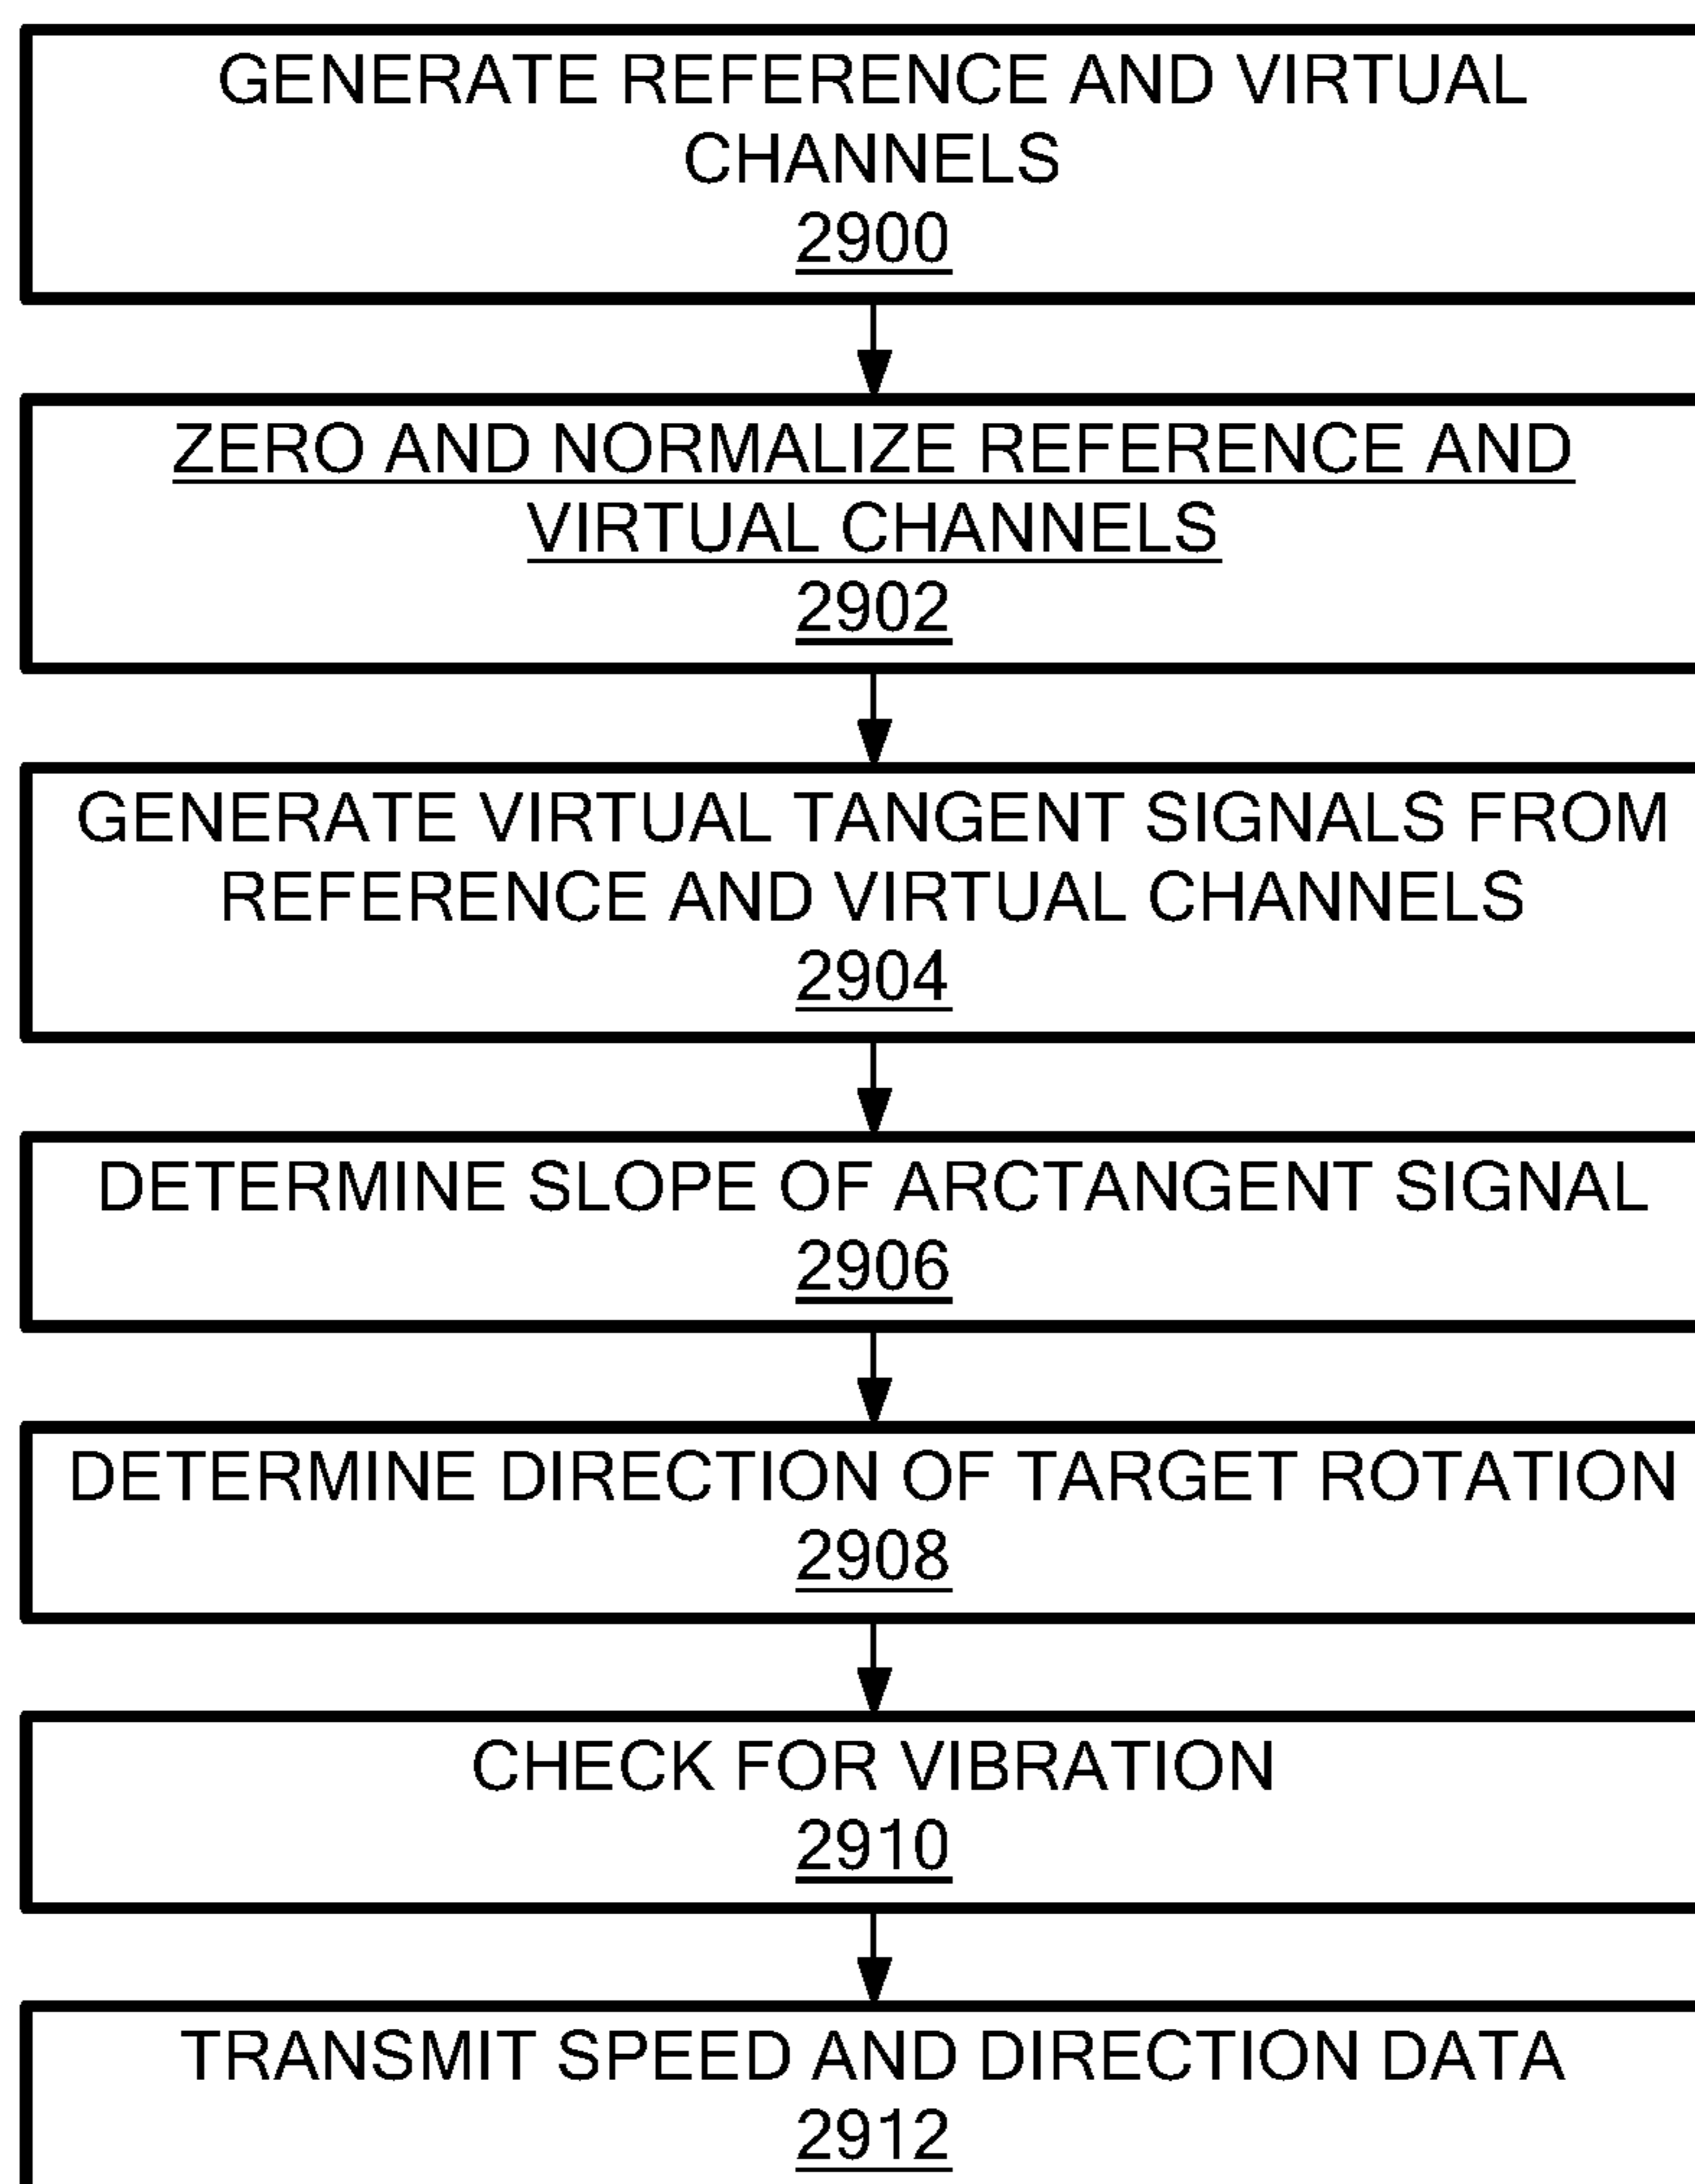 GENERATE REFERENCE AND VIRTUAL
CHANNELS
2900
ZERO AND NORMALIZE REFERENCE AND
VIRTUAL CHANNELS
2902
GENERATE VIRTUAL TANGENT SIGNALS FROM
REFERENCE AND VIRTUAL CHANNELS
2904
DETERMINE SLOPE OF ARCTANGENT SIGNAL
2906
DETERMINE DIRECTION OF TARGET ROTATION
2908
CHECK FOR VIBRATION
2910
TRANSMIT SPEED AND DIRECTION DATA
2912